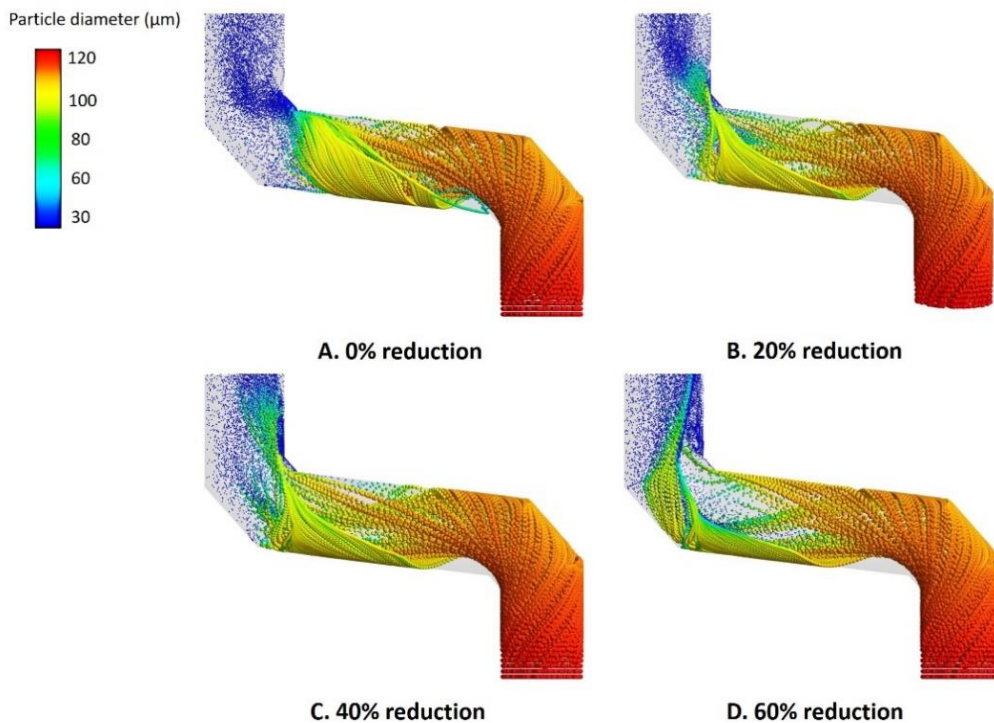 Particle diameter (μm)
120
100
80
60
30
A. 0% reduction
B. 20% reduction
C. 40% reduction
D. 60% reduction